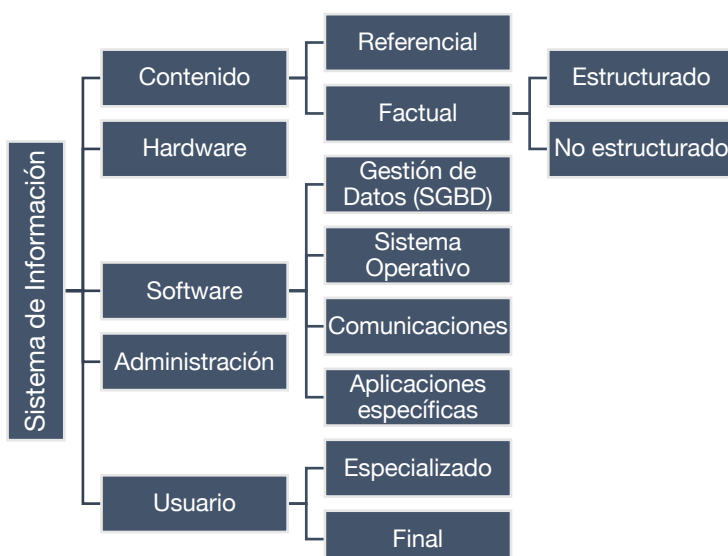 Sistema de Información
Contenido
Referencial
Factual
Estructurado
No estructurado
Hardware
Software
Gestión de
Datos (SGBD)
Sistema
Operativo
Comunicaciones
Aplicaciones
específicas
Administración
Usuario
Especializado
Final